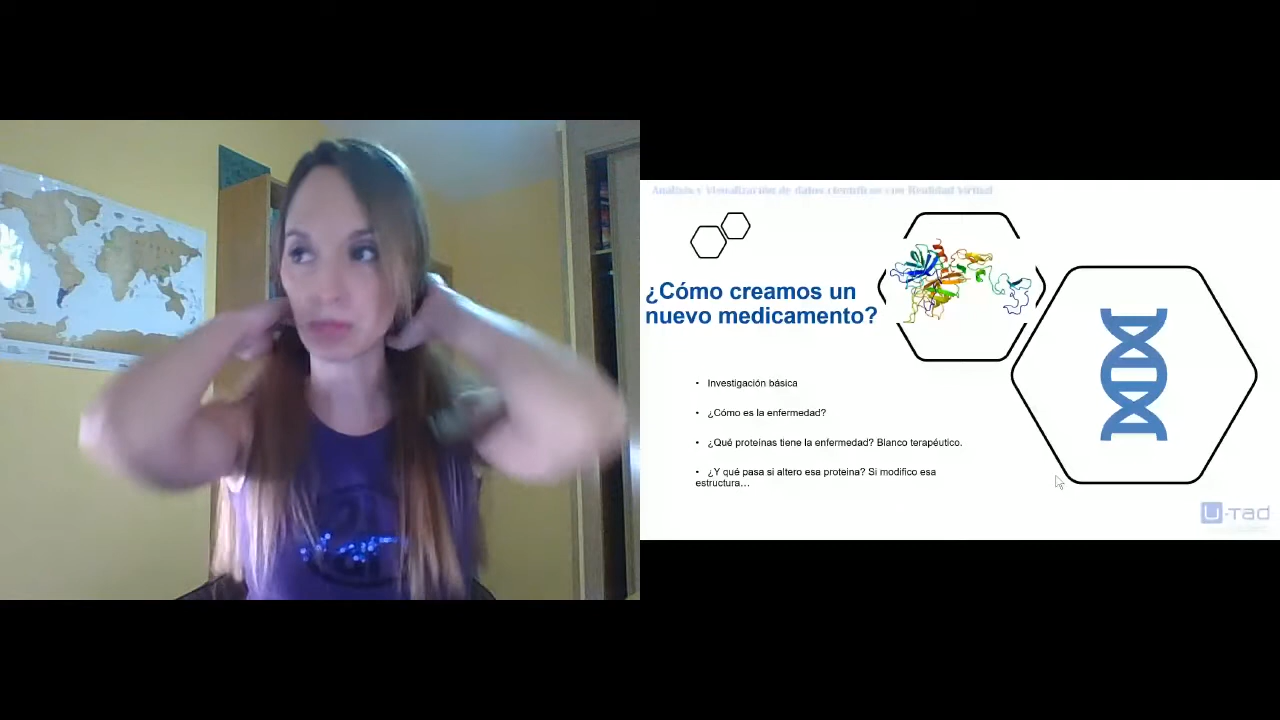 Análisis y Visualización de datos científicos con Realidad Virtual
¿Cómo creamos un
nuevo medicamento?
• Investigación básica
• ¿Cómo es la enfermedad?
• ¿Qué proteínas tiene la enfermedad? Blanco terapéutico.
• ¿Y qué pasa si altero esa proteína? Si modifico esa
estructura…
U-Tad